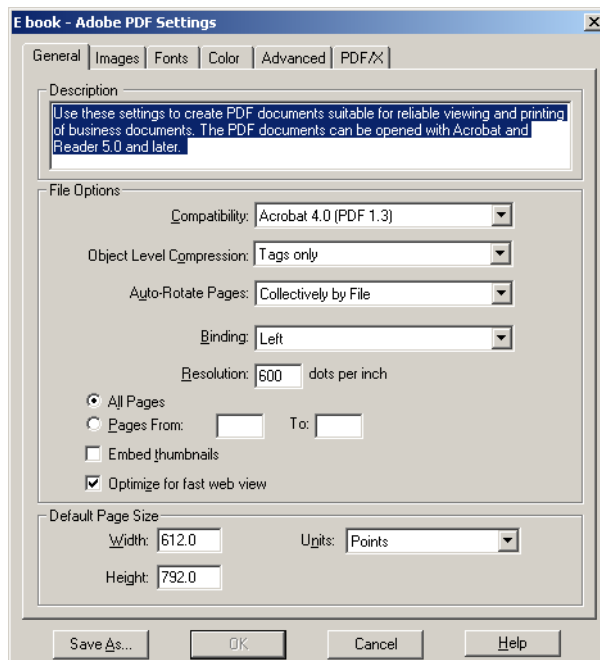 E book - Adobe PDF Settings
General Images Fonts Color Advanced PDF/X
Description
Use these settings to create PDF documents suitable for reliable viewing and printing
of business documents. The PDF documents can be opened with Acrobat and
Reader 5.0 and later.
File Options
Compatibility: Acrobat 4.0 (PDF 1.3)
Object Level Compression: Tags only
Auto-Rotate Pages: Collectively by File
Binding: Left
Resolution: 600 dots per inch
All Pages
Pages From: To:
Embed thumbnails
Optimize for fast web view
Default Page Size
Width: 612.0 Units: Points
Height: 792.0
Save As... OK Cancel Help